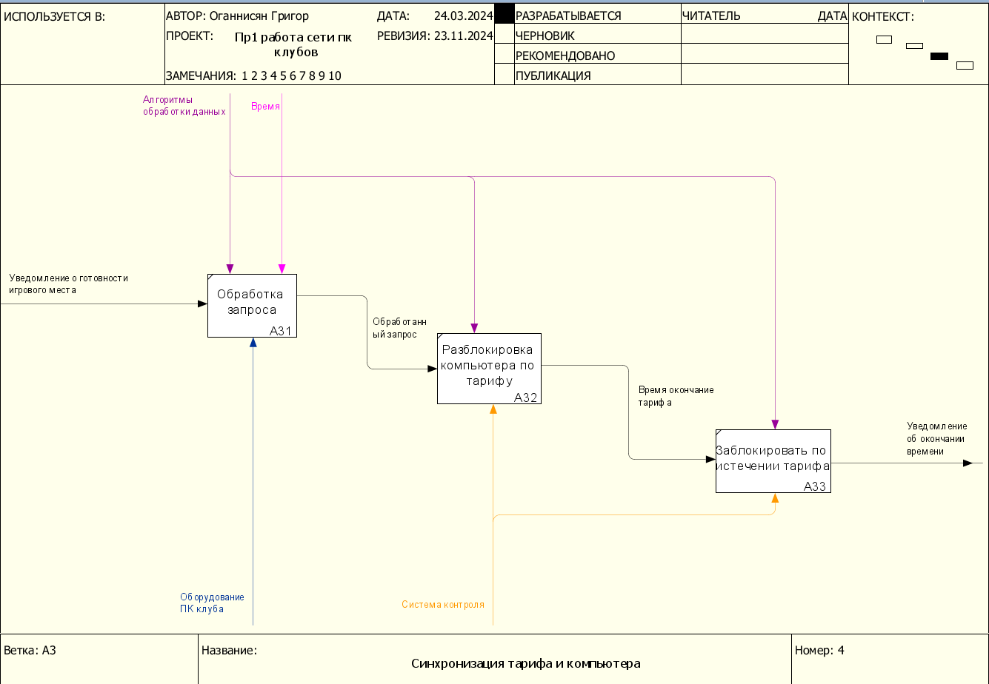 ИСПОЛЬЗУЕТСЯ В:
АВТОР: Оганнисян Григор
ДАТА: 24.03.2024
ПРОЕКТ: Пр1 работа сети пк
клубов
РЕВИЗИЯ: 23.11.2024
ЗАМЕЧАНИЯ: 1 2 3 4 5 6 7 8 9 10
РАЗРАБАТЫВАЕТСЯ
ЧЕРНОВИК
РЕКОМЕНДОВАНО
ПУБЛИКАЦИЯ
ЧИТАТЕЛЬ
ДАТА
КОНТЕКСТ:
Алгоритмы
обработки данных
Время
Уведомление о готовности
игрового места
Обработка
запроса
А31
Обработанн
ый запрос
Разблокировка
компьютера по
тарифу
А32
Время окончание
тарифа
Заблокировать по
истечении тарифа
А33
Уведомление
об окончании
времени
Оборудование
ПК клуба
Система контроля
Ветка: А3
Название:
Синхронизация тарифа и компьютера
Номер: 4